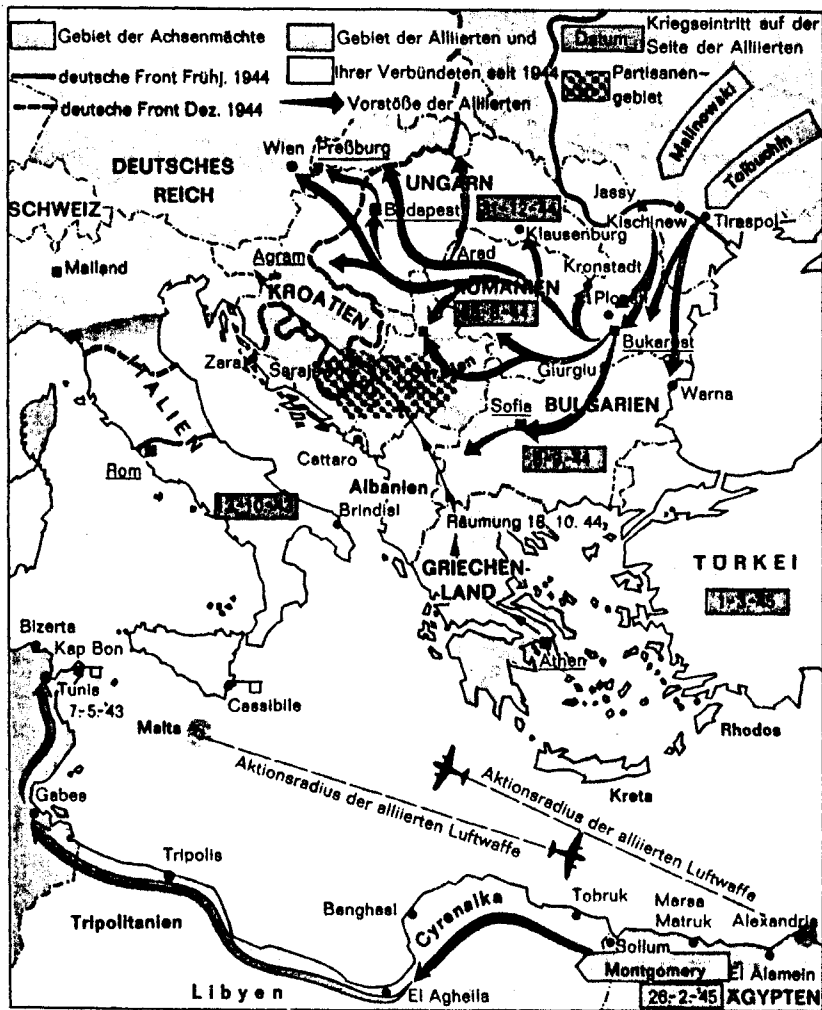 Gebiet der Achsenmächte
Gebiet der Alliierten und
Ihrer Verbündeten seit 1944
Datum
Kriegseintritt auf der
Seite der Alliierten
deutsche Front Frühj. 1944
deutsche Front Dez. 1944
Vorstöße der Alliierten
Partisanen-
gebiet
Malinowski
Tolbuchin
Wien
Preßburg
DEUTSCHES
REICH
UNGARN
SCHWEIZ
Budapest
Jassy
Kischinew
Tiraspol
Klausenburg
Mailand
Agram
Arad
Kronstadt
KROATIEN
RUMÄNIEN
Bukarest
Zara
Giurgiu
ITALIEN
Sofia
BULGARIEN
Warna
Rom
Cattaro
Albanien
Brindisi
Räumung 18. 10. 44
GRIECHEN-
LAND
TÜRKEI
Athen
Bizerta
Kap Bon
Tunis
7.-5.-43
Cassibile
Malta
Rhodos
Kreta
Aktionsradius der alliierten Luftwaffe
Aktionsradius der alliierten Luftwaffe
Gabes
Tripolis
Tripolitanien
Benghasi
Cyrenaika
Tobruk
Marsa
Matruk
Alexandria
Sollum
Montgomery
El Alamein
Libyen
El Agheila
26.-2.-45
ÄGYPTEN